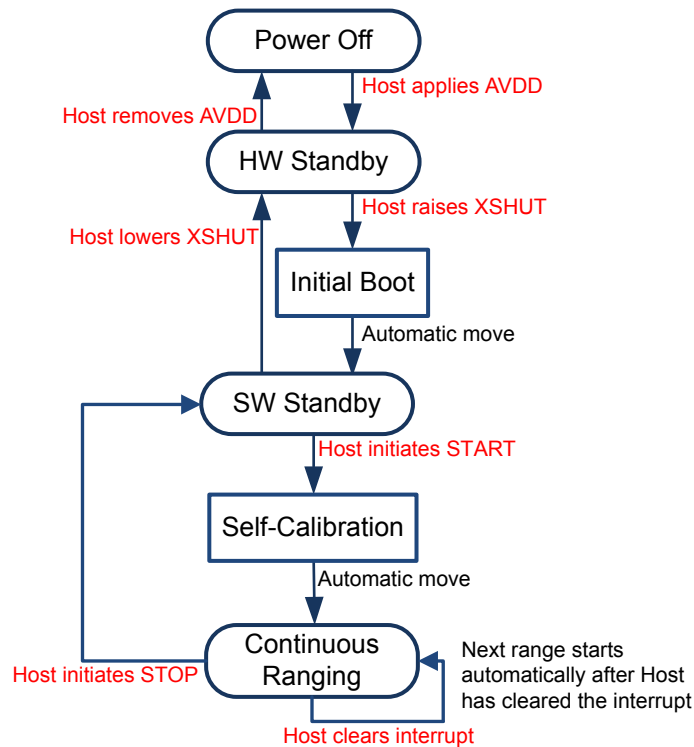 Power Off
Host removes AVDD
Host applies AVDD
HW Standby
Host raises XSHUT
Host lowers XSHUT
Initial Boot
Automatic move
SW Standby
Host initiates START
Self-Calibration
Automatic move
Continuous
Ranging
Host initiates STOP
Next range starts
automatically after Host
has cleared the interrupt
Host clears interrupt